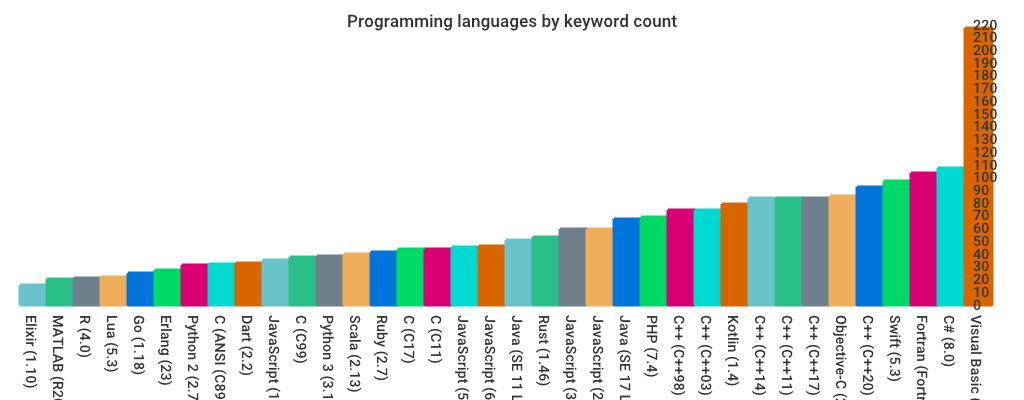 Programming languages by keyword count
220
210
200
190
180
170
160
150
140
130
120
110
100
90
80
70
60
50
40
30
20
10
0
Elixir (1.10)
MATLAB (R20
R (4.0)
Lua (5.3)
Go (1.18)
Erlang (23)
Python 2 (2.7
C (ANSI (C89
Dart (2.2)
JavaScript (1
C (C99)
Python 3 (3.1
Scala (2.13)
Ruby (2.7)
C (C17)
C (C11)
JavaScript (5
JavaScript (6
Java (SE 11 L
Rust (1.46)
JavaScript (3
JavaScript (2
Java (SE 17 L
PHP (7.4)
C++ (C++98)
C++ (C++03)
Kotlin (1.4)
C++ (C++14)
C++ (C++11)
C++ (C++17)
Objective-C (
C++ (C++20)
Swift (5.3)
Fortran (Fortr
C# (8.0)
Visual Basic (